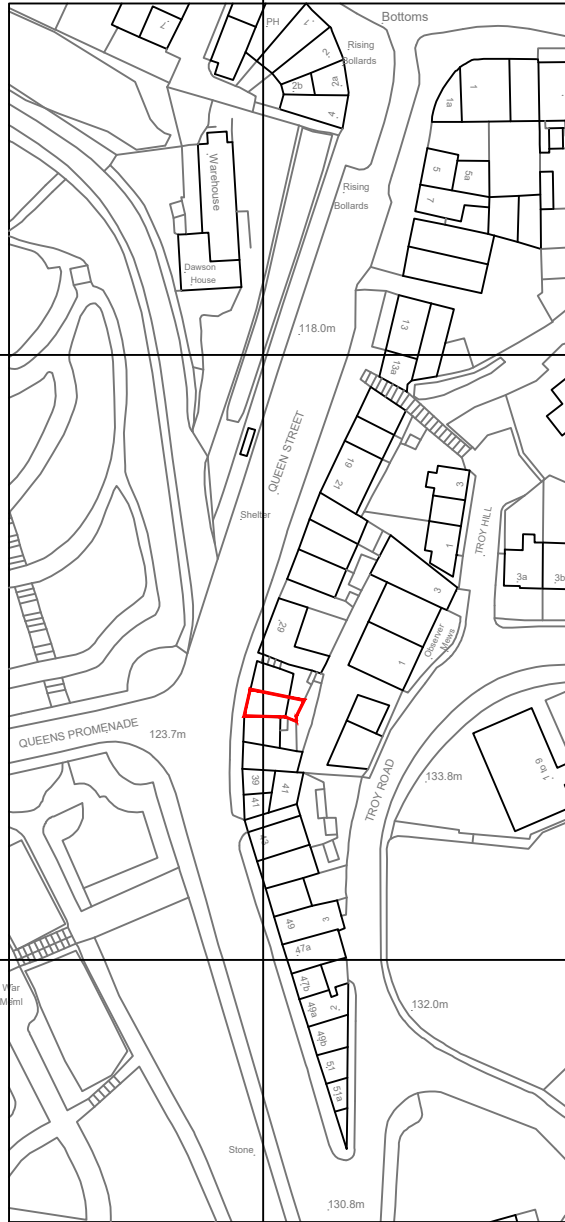 Bottoms
PH
1
2
Rising
Bollards
2b
2a
4
7
1
1a
5
5a
7
Warehouse
Rising
Bollards
Dawson
House
118.0m
13
13a
QUEEN STREET
19
21
3
1
TROY HILL
Shelter
3a
3b
3
Observer
Mews
1
29
QUEENS PROMENADE
123.7m
39
41
41
TROY ROAD
133.8m
1 to 9
43
49
3
47a
War
Meml
47b
49a
2
132.0m
49b
51
51a
Stone
130.8m